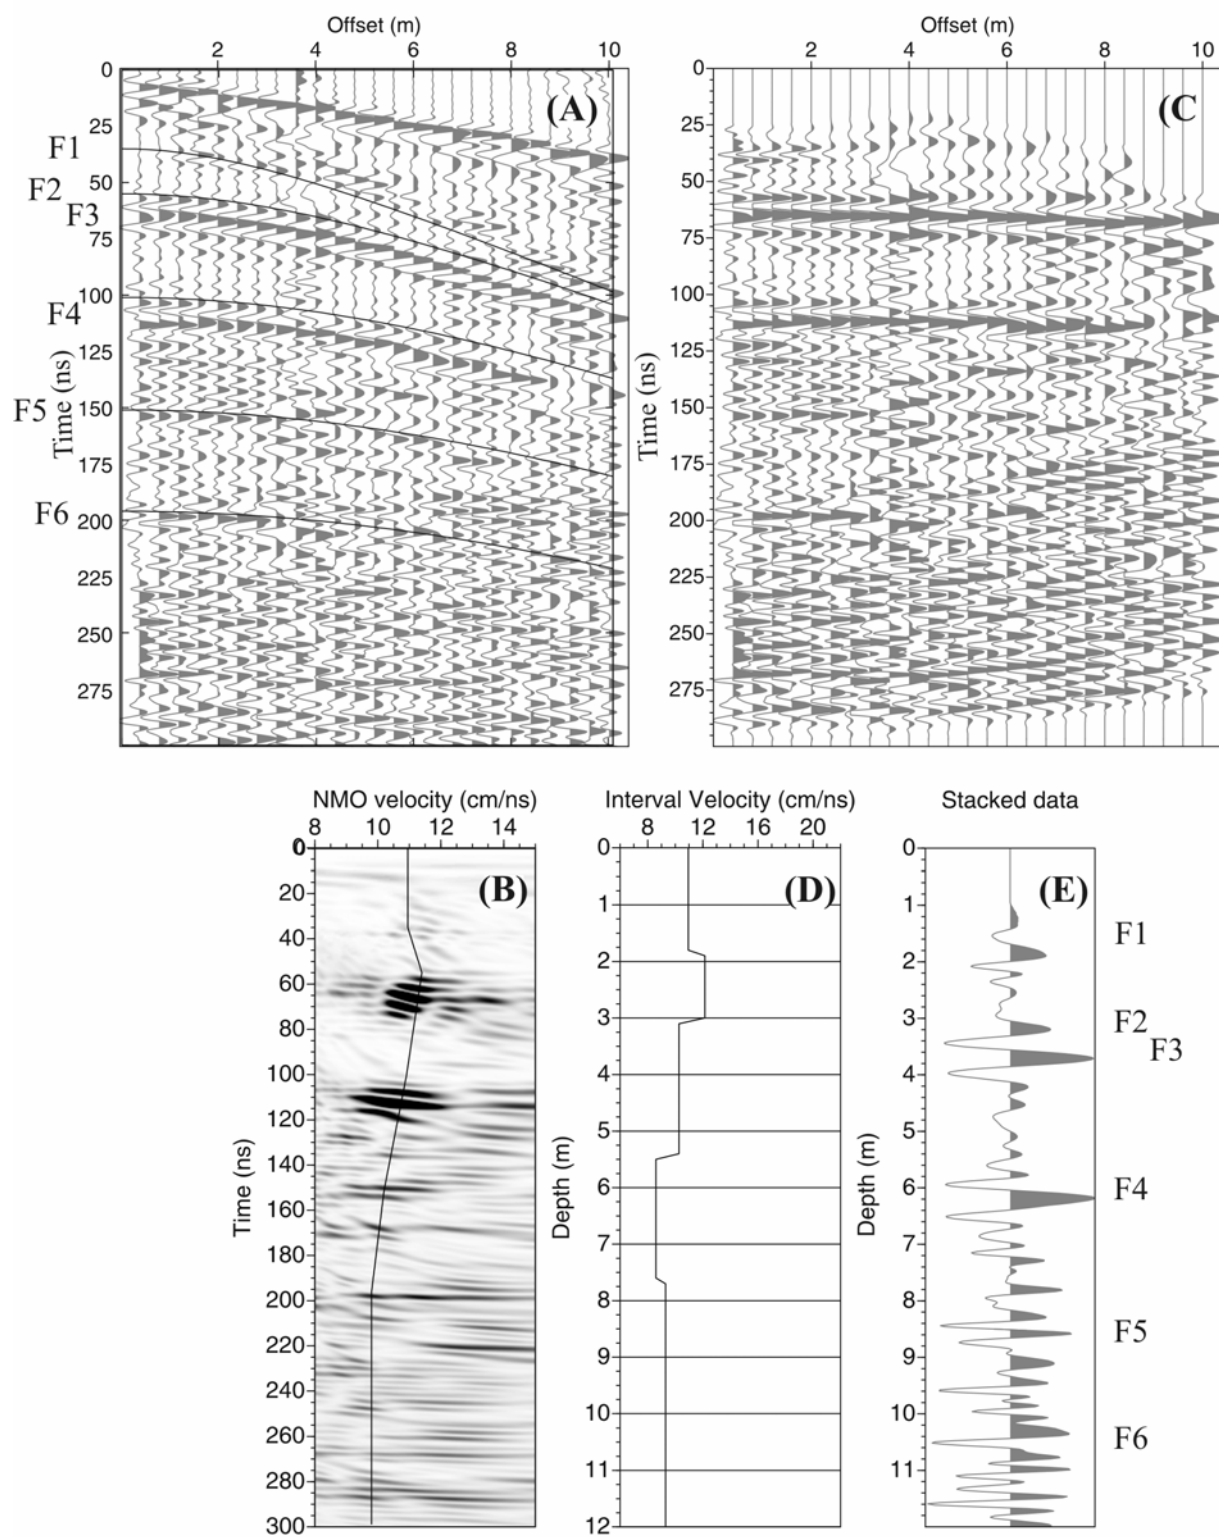 Offset (m)
2 4 6 8 10
0
25
50
75
100
125
150
175
200
225
250
275
Time (ns)
F1
F2
F3
F4
F5
F6
(A)
Offset (m)
2 4 6 8 10
0
25
50
75
100
125
150
175
200
225
250
275
Time (ns)
(C)
NMO velocity (cm/ns)
8 10 12 14
0
20
40
60
80
100
120
140
160
180
200
220
240
260
280
300
Time (ns)
(B)
Interval Velocity (cm/ns)
8 12 16 20
0
1
2
3
4
5
6
7
8
9
10
11
12
Depth (m)
(D)
Stacked data
0
1
2
3
4
5
6
7
8
9
10
11
12
Depth (m)
(E)
F1
F2
F3
F4
F5
F6